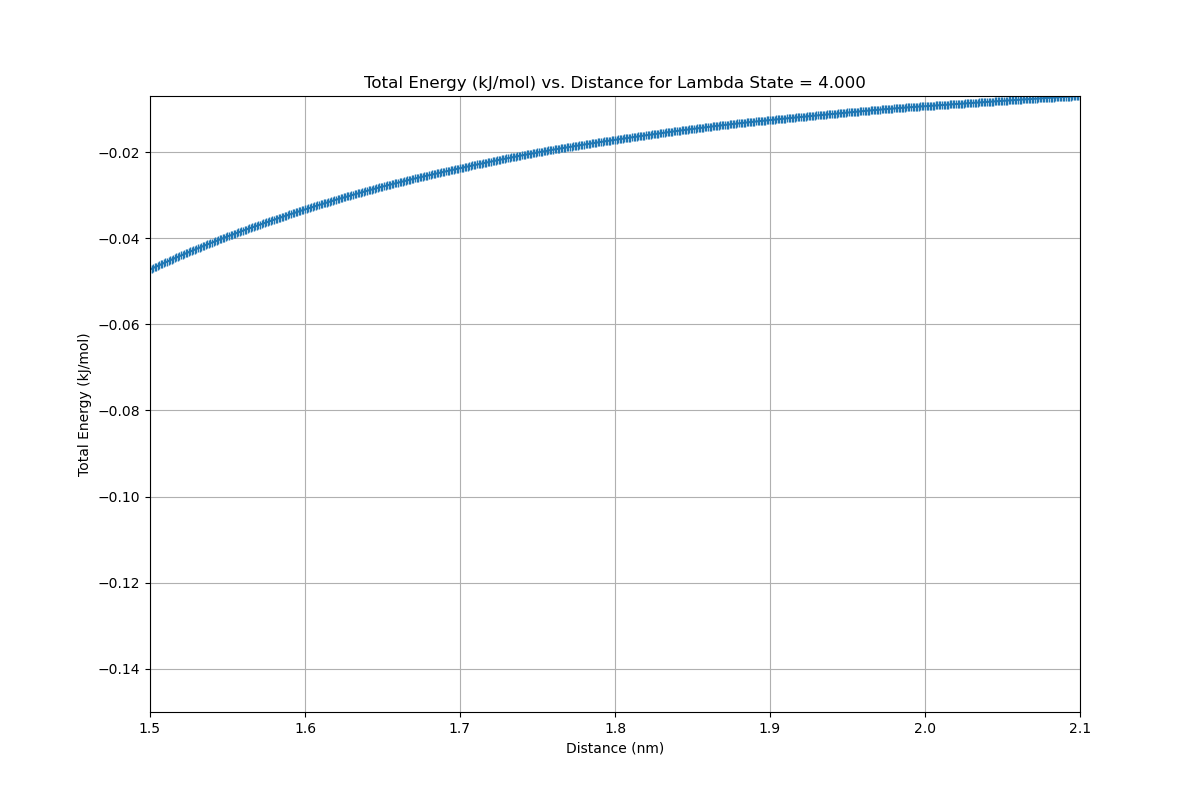 Total Energy (kJ/mol) vs. Distance for Lambda State = 4.000
−0.02
−0.04
−0.06
−0.08
−0.10
−0.12
−0.14
Total Energy (kJ/mol)
1.5 1.6 1.7 1.8 1.9 2.0 2.1
Distance (nm)